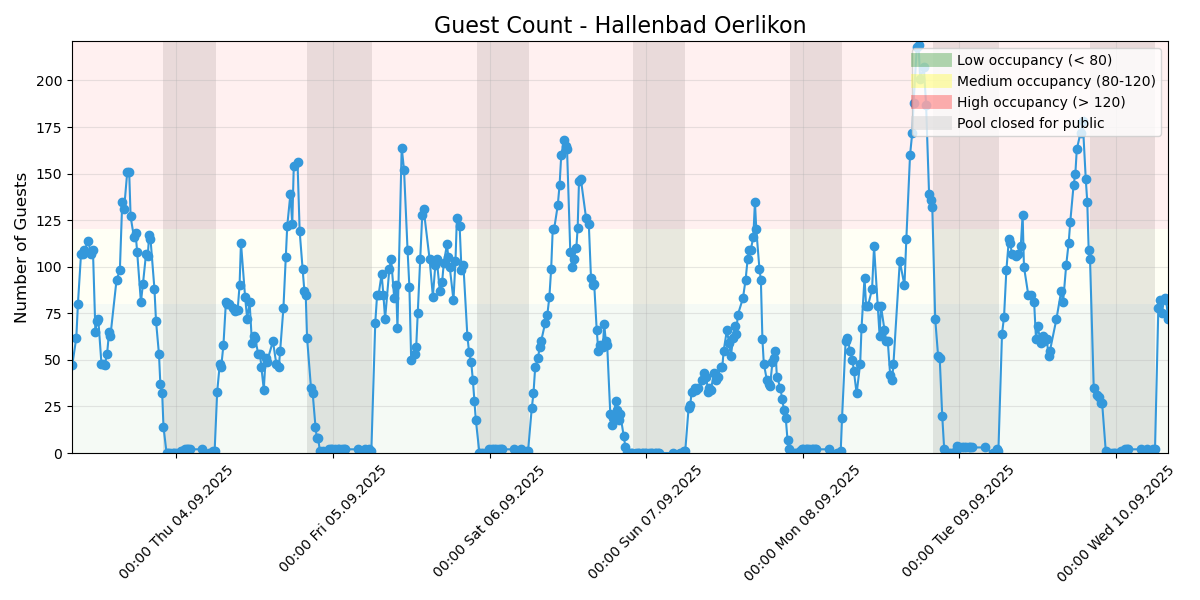 Guest Count - Hallenbad Oerlikon
Number of Guests
200
175
150
125
100
75
50
25
0
Low occupancy (< 80)
Medium occupancy (80-120)
High occupancy (> 120)
Pool closed for public
00:00 Thu 04.09.2025
00:00 Fri 05.09.2025
00:00 Sat 06.09.2025
00:00 Sun 07.09.2025
00:00 Mon 08.09.2025
00:00 Tue 09.09.2025
00:00 Wed 10.09.2025